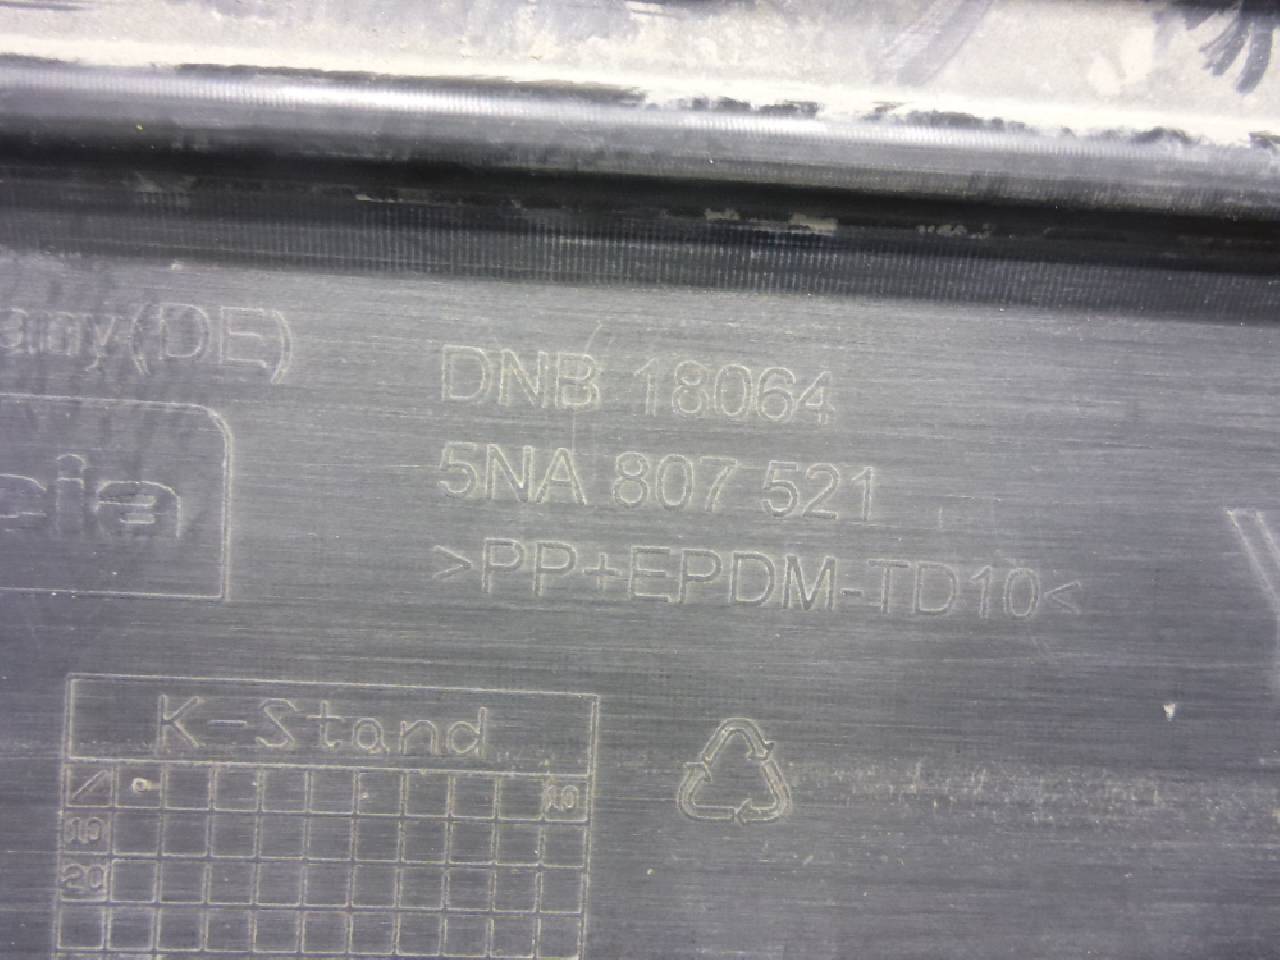 (DE)
DNB 18064
5NA 807 521
>PP+EPDM-TD10<
K-Stand
10
10
20